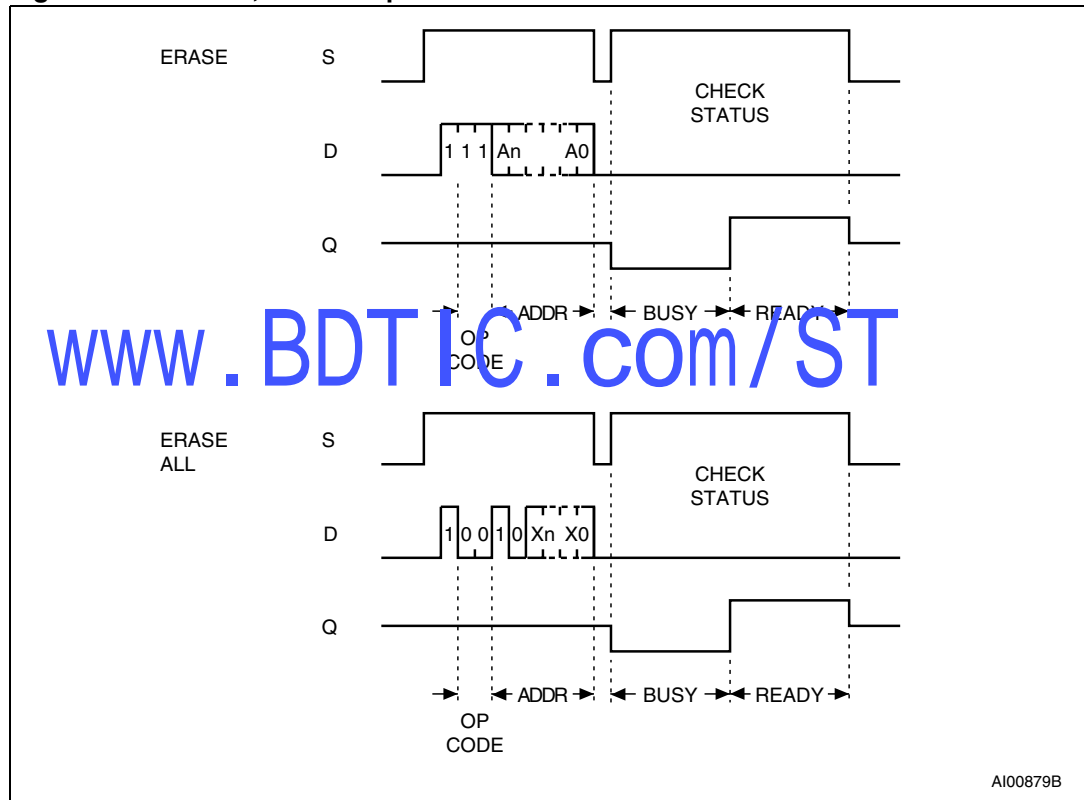 ERASE S
CHECK
STATUS
D 1 1 1 An A0
Q
ADDR BUSY READY
OP
CODE
www.BDTIC.com/ST
ERASE
ALL S
CHECK
STATUS
D 1 0 0 1 0 Xn X0
Q
ADDR BUSY READY
OP
CODE
AI00879B